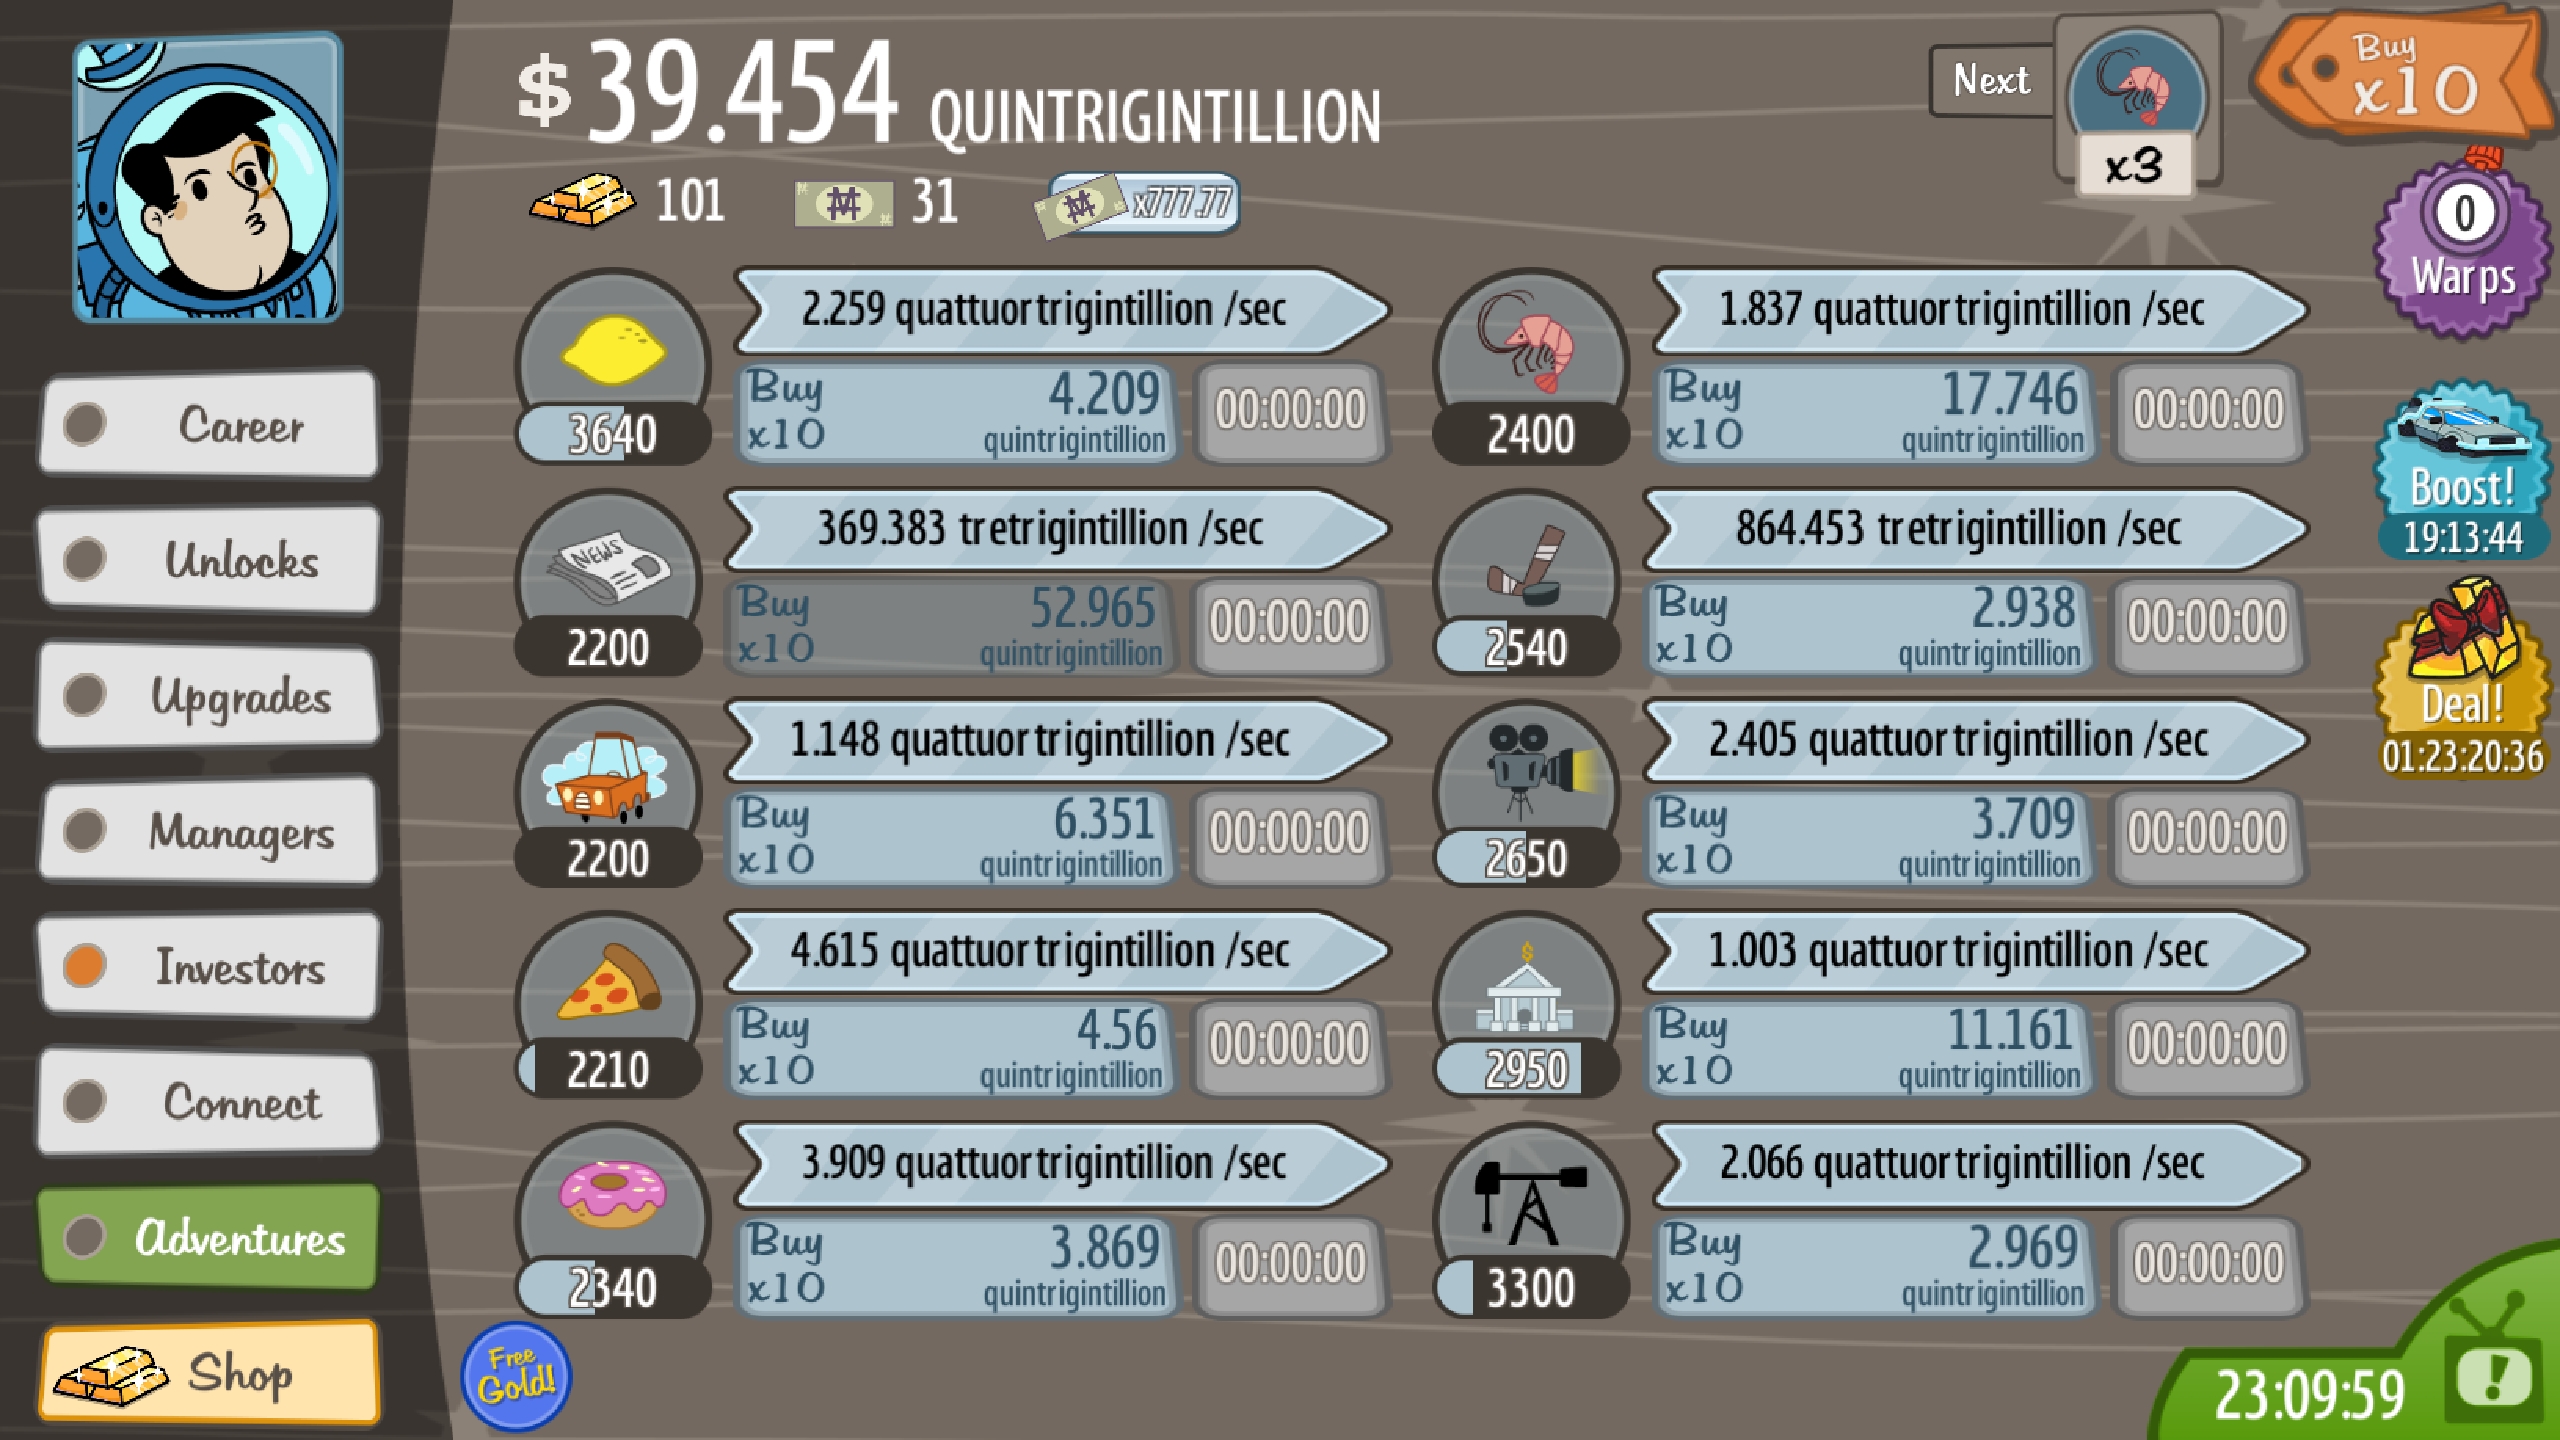 $ 39.454 QUINTRIGINTILLION
101 31 x777.77
Next
x3
Buy
x10
0
Warps
Boost!
19:13:44
Deal!
01:23:20:36
Career
Unlocks
Upgrades
Managers
Investors
Connect
Adventures
Shop
2.259 quattuortrigintillion /sec
3640
Buy
x10
4.209
quintrigintillion
00:00:00
1.837 quattuortrigintillion /sec
2400
Buy
x10
17.746
quintrigintillion
00:00:00
NEWS
369.383 tretrigintillion /sec
2200
Buy
x10
52.965
quintrigintillion
00:00:00
864.453 tretrigintillion /sec
2540
Buy
x10
2.938
quintrigintillion
00:00:00
1.148 quattuortrigintillion /sec
2200
Buy
x10
6.351
quintrigintillion
00:00:00
2.405 quattuortrigintillion /sec
2650
Buy
x10
3.709
quintrigintillion
00:00:00
4.615 quattuortrigintillion /sec
2210
Buy
x10
4.56
quintrigintillion
00:00:00
$
1.003 quattuortrigintillion /sec
2950
Buy
x10
11.161
quintrigintillion
00:00:00
3.909 quattuortrigintillion /sec
2340
Buy
x10
3.869
quintrigintillion
00:00:00
2.066 quattuortrigintillion /sec
3300
Buy
x10
2.969
quintrigintillion
00:00:00
Free
Gold!
23:09:59
!